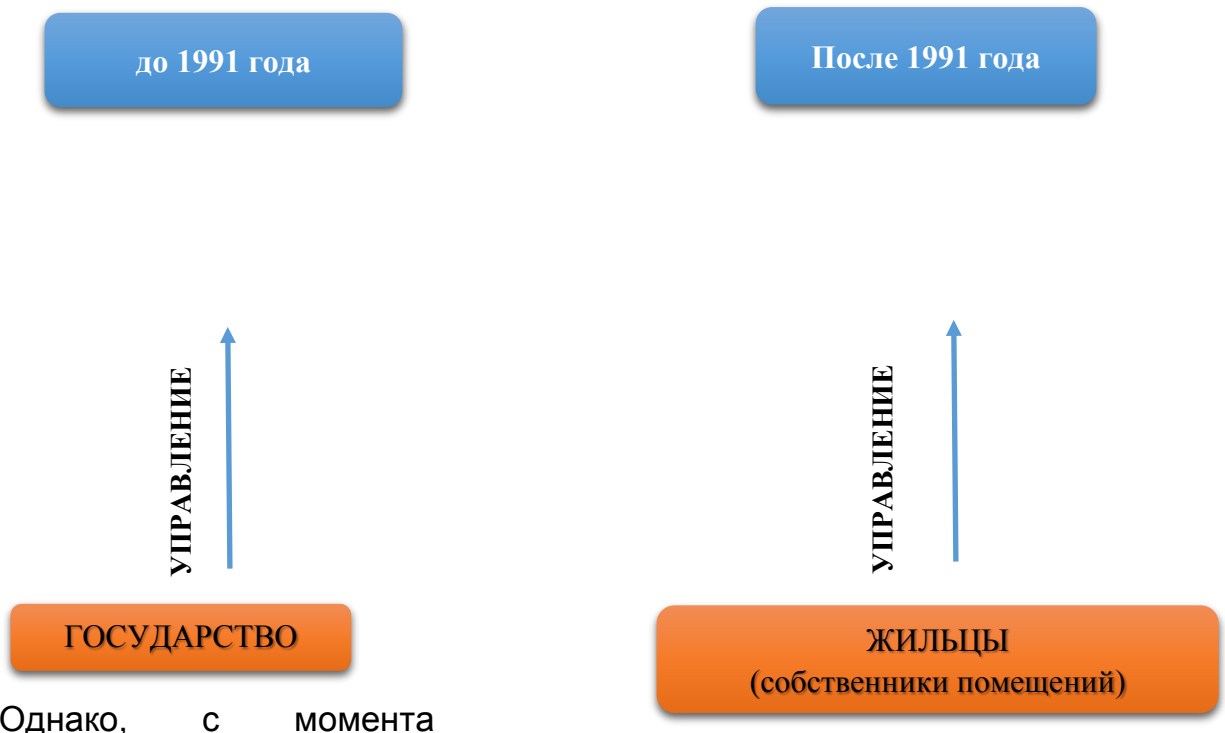 до 1991 года
После 1991 года
УПРАВЛЕНИЕ
УПРАВЛЕНИЕ
ГОСУДАРСТВО
ЖИЛЬЦЫ
(собственники помещений)
Однако, с момента